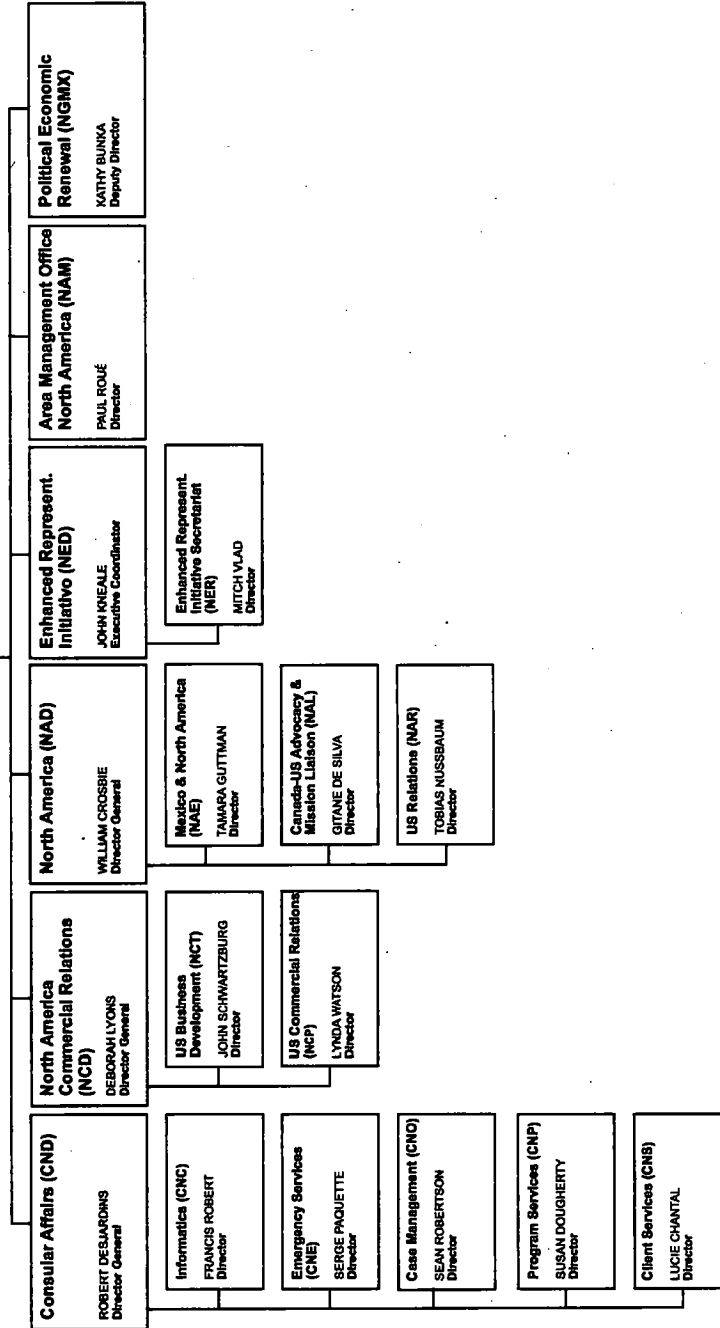 Consular Affairs (CND)
ROBERT DESJARDINS
Director General
Informatics (CNC)
FRANCIS ROBERT
Director
Emergency Services
(CNE)
SERGE PAQUETTE
Director
Case Management (CNO)
SEAN ROBERTSON
Director
Program Services (CNP)
SUSAN DOUGHERTY
Director
Client Services (CNS)
LUCIE CHANTAL
Director
North America
Commercial Relations
(NCD)
DEBORAH LYONS
Director General
US Business
Development (NCT)
JOHN SCHWARTZBURG
Director
US Commercial Relations
(NCP)
LYNDA WATSON
Director
North America (NAD)
WILLIAM CROSBIE
Director General
Mexico & North America
(NAE)
TAMARA GUTTMAN
Director
Canada-US Advocacy &
Mission Liaison (NAL)
GITANE DE SILVA
Director
US Relations (NAR)
TOBIAS NUSSBAUM
Director
Enhanced Represent.
Initiative (NED)
JOHN KNEALE
Executive Coordinator
Enhanced Represent.
Initiative Secretariat
(NER)
MITCH VLAD
Director
Area Management Office
North America (NAM)
PAUL ROUÉ
Director
Political Economic
Renewal (NGMX)
KATHY BUNKA
Deputy Director